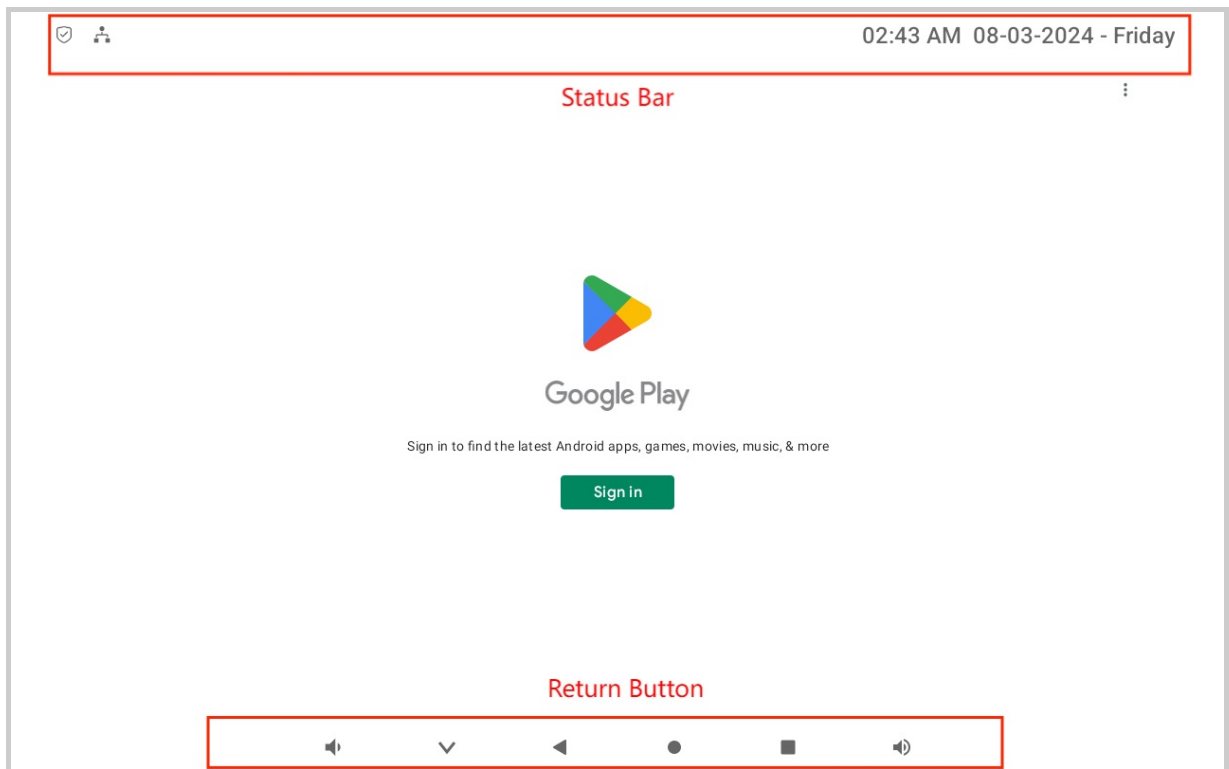 02:43 AM 08-03-2024 - Friday
Status Bar
Google Play
Sign in to find the latest Android apps, games, movies, music, & more
Sign in
Return Button